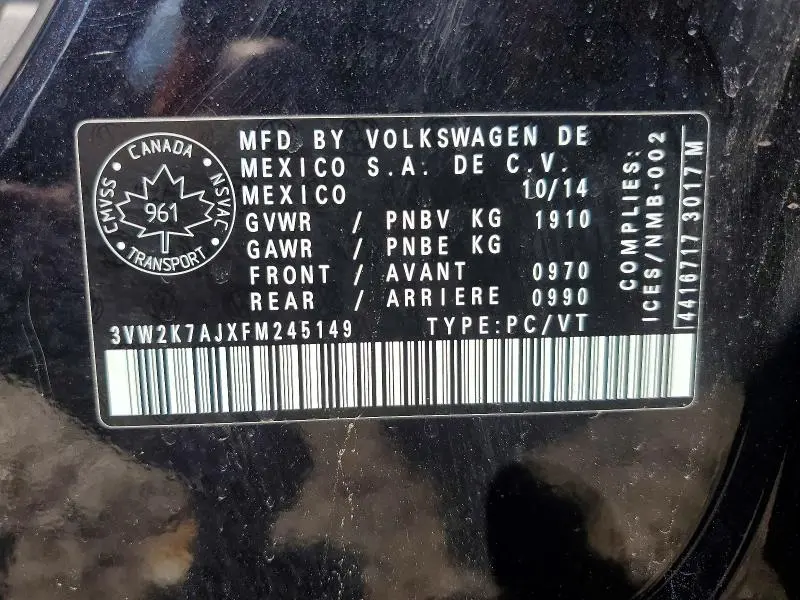 CANADA
CMVSS
NSVAC
961
TRANSPORT
MFD BY VOLKSWAGEN DE
MEXICO S.A. DE C.V.
MEXICO 10/14
GVWR / PNBV KG 1910
GAWR / PNBE KG
FRONT / AVANT 0970
REAR / ARRIERE 0990
3VW2K7AJXFM245149 TYPE:PC/VT
COMPLIES:
ICES/NMB-002
4416717 3017 M